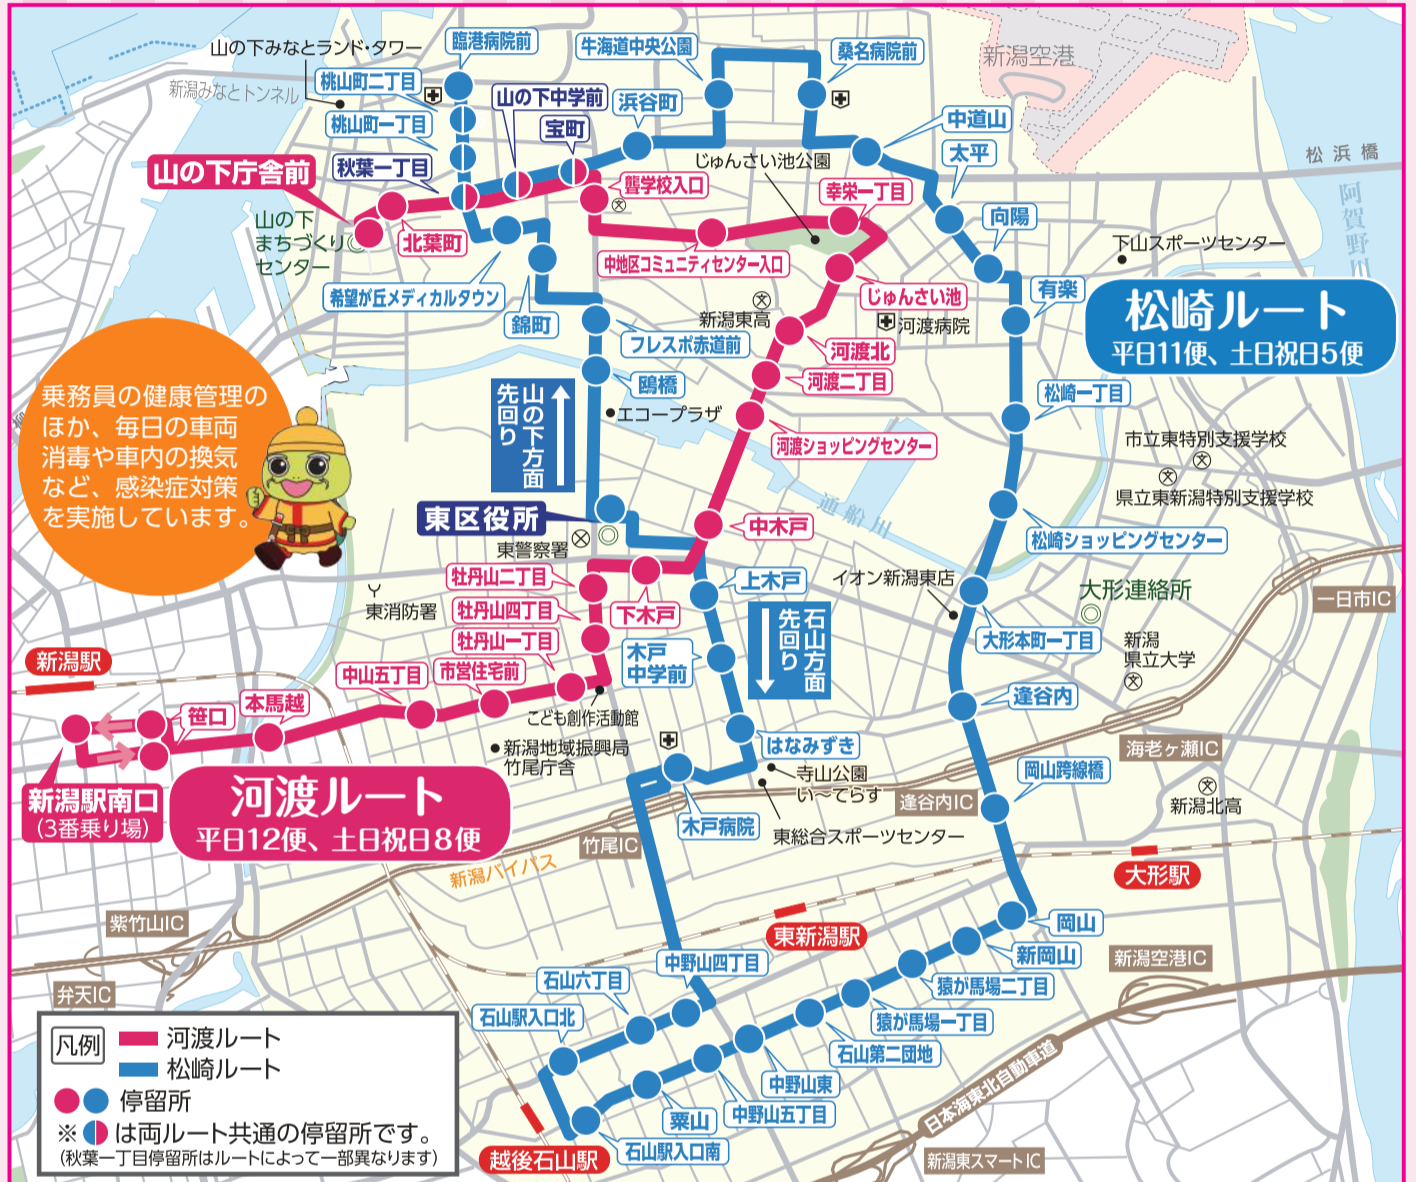 山の下みなとランド・タワー
臨港病院前
牛海道中央公園
桑名病院前
新潟空港
新潟みなとトンネル
桃山町二丁目
桃山町一丁目
山の下中学前
浜谷町
宝町
中道山
太平
松浜橋
秋葉一丁目
山の下庁舎前
じゅんさい池公園
聾学校入口
幸栄一丁目
阿賀野川
向陽
山の下
まちづくり
センター
北葉町
下山スポーツセンター
中地区コミュニティセンター入口
希望が丘メディカルタウン
じゅんさい池
有楽
錦町
新潟東高
河渡病院
フレスポ赤道前
河渡北
松崎ルート
平日11便、土日祝日5便
鴎橋
河渡二丁目
松崎一丁目
乗務員の健康管理の
ほか、毎日の車両
消毒や車内の換気
など、感染症対策
を実施しています。
山の下方面
先回り
エコープラザ
河渡ショッピングセンター
市立東特別支援学校
県立東新潟特別支援学校
通船川
東区役所
中木戸
松崎ショッピングセンター
東警察署
牡丹山二丁目
上木戸
イオン新潟東店
大形連絡所
一日市IC
東消防署
牡丹山四丁目
下木戸
石山方面
先回り
大形本町一丁目
牡丹山一丁目
木戸
中学前
新潟
県立大学
新潟駅
中山五丁目
市営住宅前
逢谷内
笹口
本馬越
こども創作活動館
はなみずき
海老ヶ瀬IC
新潟地域振興局
竹尾庁舎
寺山公園
い〜てらす
岡山跨線橋
新潟駅南口
(3番乗り場)
河渡ルート
平日12便、土日祝日8便
木戸病院
逢谷内IC
新潟北高
東総合スポーツセンター
竹尾IC
新潟バイパス
大形駅
紫竹山IC
東新潟駅
岡山
中野山四丁目
新岡山
新潟空港IC
石山六丁目
猿が馬場二丁目
弁天IC
石山駅入口北
猿が馬場一丁目
石山第二団地
凡例
河渡ルート
松崎ルート
停留所
※ は両ルート共通の停留所です。
(秋葉一丁目停留所はルートによって一部異なります)
中野山東
中野山五丁目
粟山
日本海東北自動車道
越後石山駅
石山駅入口南
新潟東スマートIC